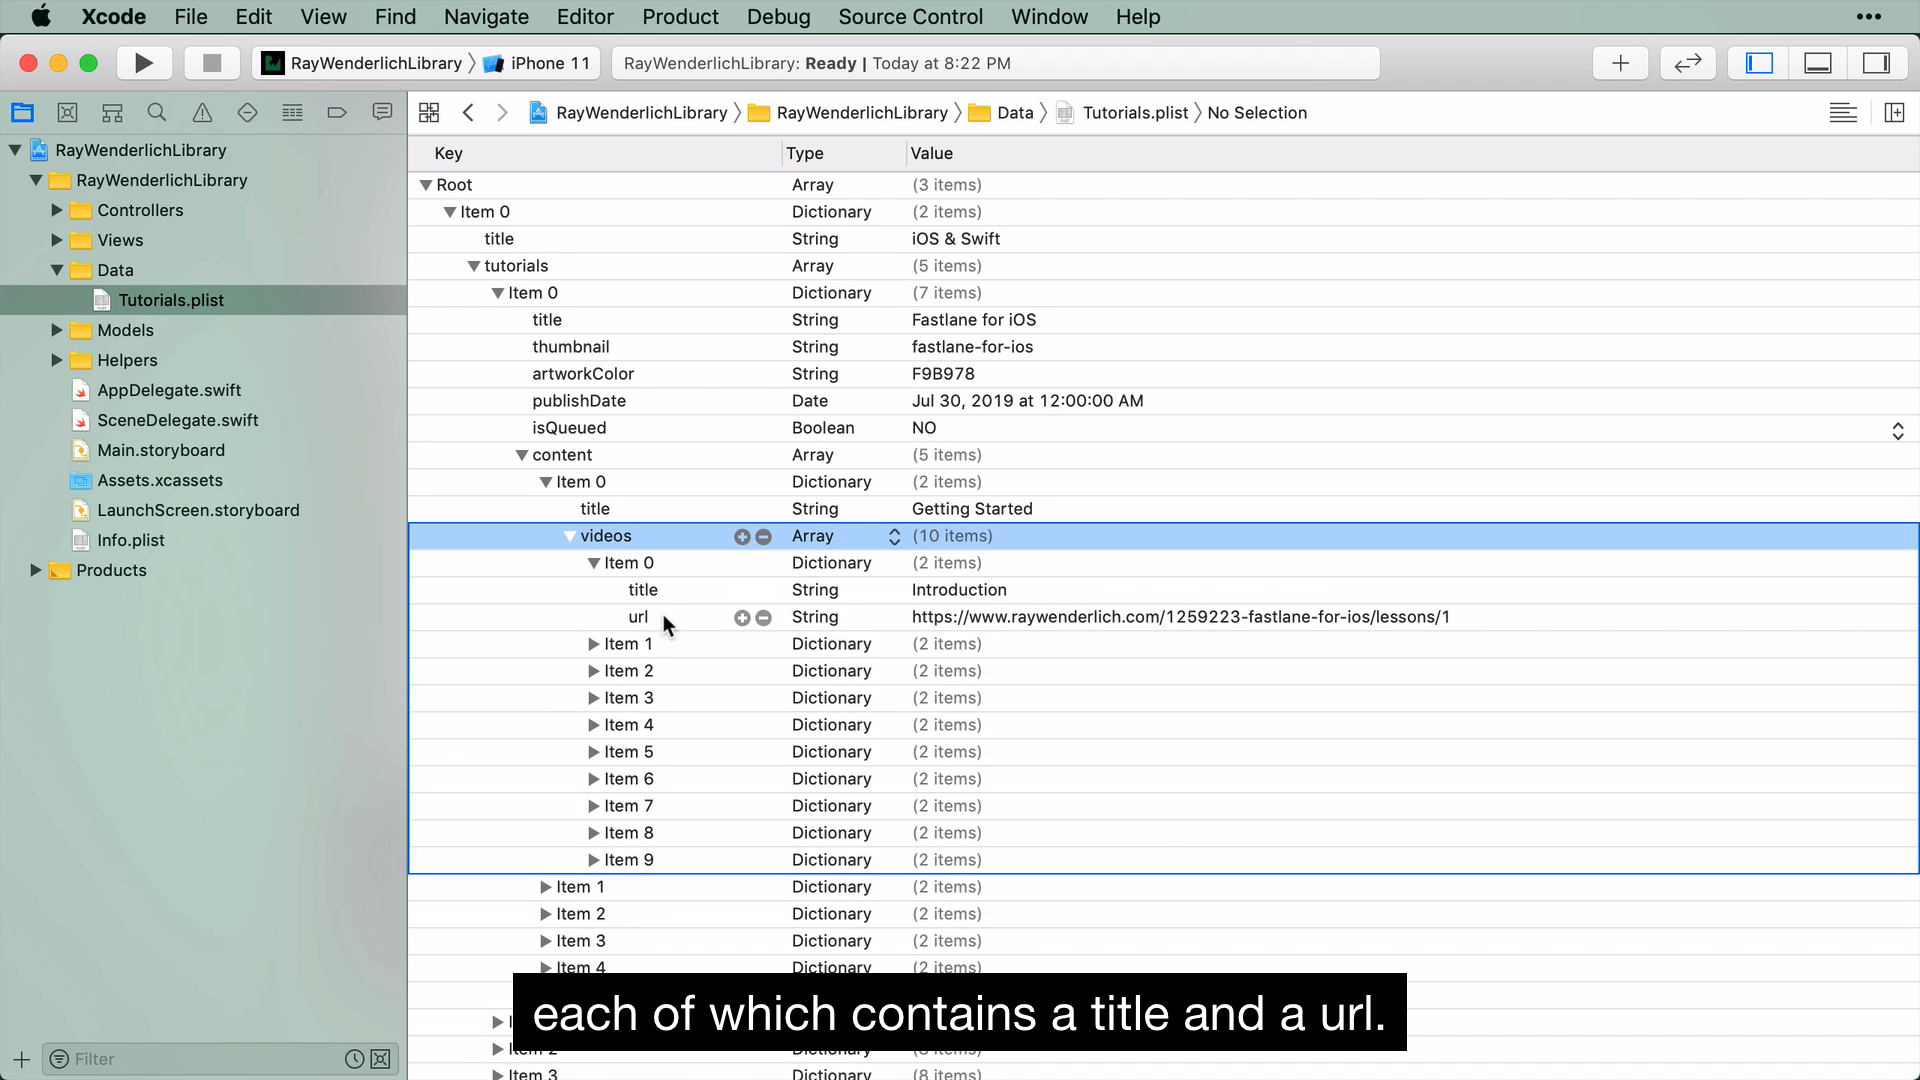 Xcode File Edit View Find Navigate Editor Product Debug Source Control Window Help •••
RayWenderlichLibrary 〉 iPhone 11 RayWenderlichLibrary: Ready | Today at 8:22 PM
RayWenderlichLibrary 〉 RayWenderlichLibrary 〉 Data 〉 Tutorials.plist 〉 No Selection
RayWenderlichLibrary
RayWenderlichLibrary
Controllers
Views
Data
Tutorials.plist
Models
Helpers
AppDelegate.swift
SceneDelegate.swift
Main.storyboard
Assets.xcassets
LaunchScreen.storyboard
Info.plist
Products
Filter
Key Type Value
Root Array (3 items)
Item 0 Dictionary (2 items)
title String iOS & Swift
tutorials Array (5 items)
Item 0 Dictionary (7 items)
title String Fastlane for iOS
thumbnail String fastlane-for-ios
artworkColor String F9B978
publishDate Date Jul 30, 2019 at 12:00:00 AM
isQueued Boolean NO
content Array (5 items)
Item 0 Dictionary (2 items)
title String Getting Started
videos Array (10 items)
Item 0 Dictionary (2 items)
title String Introduction
url String https://www.raywenderlich.com/1259223-fastlane-for-ios/lessons/1
Item 1 Dictionary (2 items)
Item 2 Dictionary (2 items)
Item 3 Dictionary (2 items)
Item 4 Dictionary (2 items)
Item 5 Dictionary (2 items)
Item 6 Dictionary (2 items)
Item 7 Dictionary (2 items)
Item 8 Dictionary (2 items)
Item 9 Dictionary (2 items)
Item 1 Dictionary (2 items)
Item 2 Dictionary (2 items)
Item 3 Dictionary (2 items)
Item 4 Dictionary (2 items)
each of which contains a title and a url.
Item 3 Dictionary (8 items)